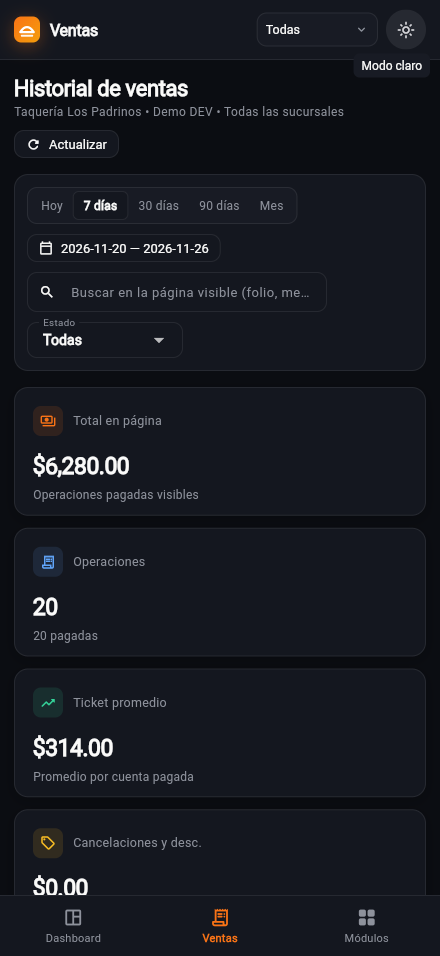 Ventas
Todas
Modo claro
Historial de ventas
Taquería Los Padrinos • Demo DEV • Todas las sucursales
Actualizar
Hoy 7 días 30 días 90 días Mes
2026-11-20 — 2026-11-26
Buscar en la página visible (folio, me…
Estado
Todas
Total en página
$6,280.00
Operaciones pagadas visibles
Operaciones
20
20 pagadas
Ticket promedio
$314.00
Promedio por cuenta pagada
Cancelaciones y desc.
$0.00
Dashboard Ventas Módulos